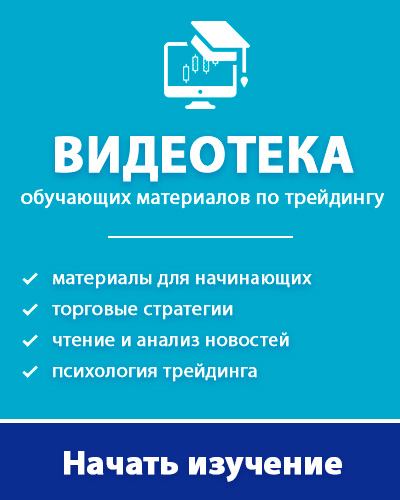 ВИДЕОТЕКА
обучающих материалов по трейдингу
материалы для начинающих
торговые стратегии
чтение и анализ новостей
психология трейдинга
Начать изучение